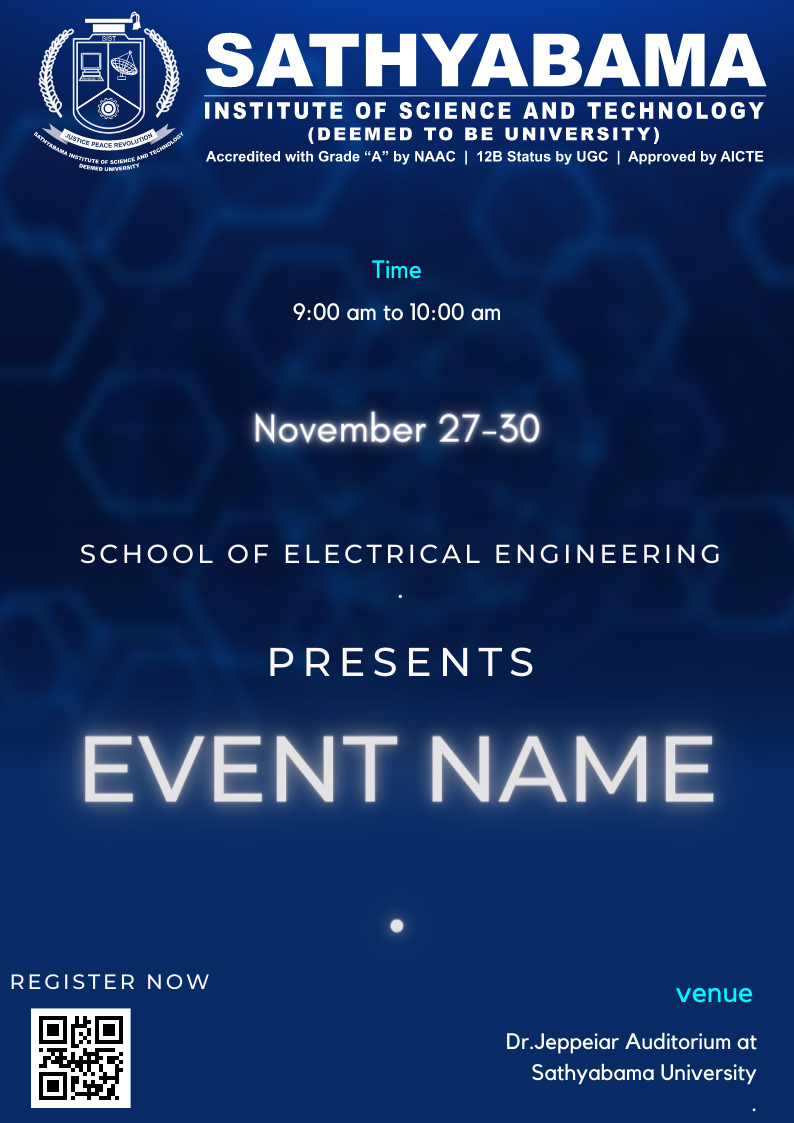 SIST
JUSTICE PEACE REVOLUTION
SATHYABAMA INSTITUTE OF SCIENCE AND TECHNOLOGY
DEEMED UNIVERSITY
SATHYABAMA
INSTITUTE OF SCIENCE AND TECHNOLOGY
(DEEMED TO BE UNIVERSITY)
Accredited with Grade “A” by NAAC | 12B Status by UGC | Approved by AICTE
Time
9:00 am to 10:00 am
November 27-30
SCHOOL OF ELECTRICAL ENGINEERING
.
PRESENTS
EVENT NAME
.
REGISTER NOW
venue
Dr.Jeppeiar Auditorium at
Sathyabama University
.